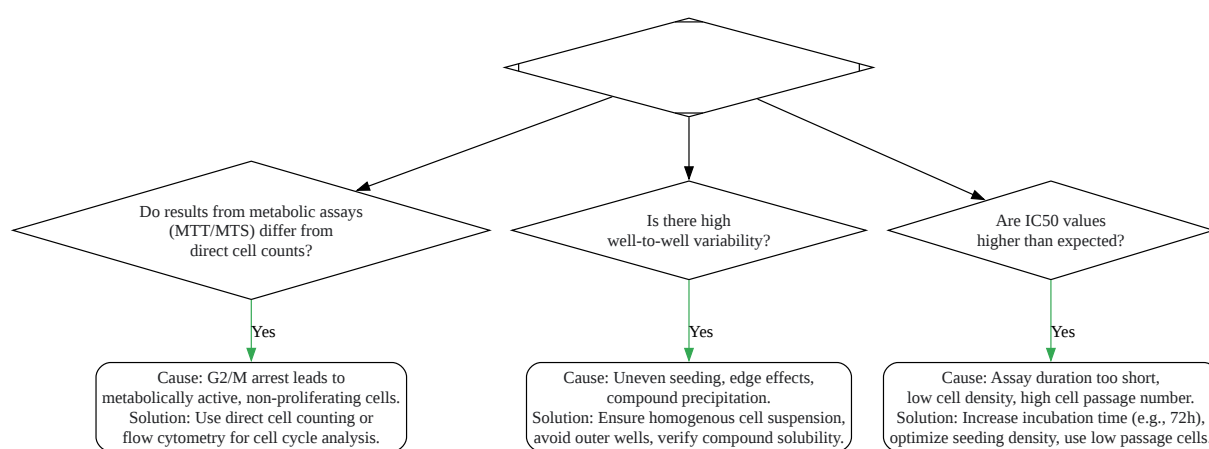 Do results from metabolic assays
(MTT/MTS) differ from
direct cell counts?
Is there high
well-to-well variability?
Are IC50 values
higher than expected?
Yes
Yes
Yes
Cause: G2/M arrest leads to
metabolically active, non-proliferating cells.
Solution: Use direct cell counting or
flow cytometry for cell cycle analysis.
Cause: Uneven seeding, edge effects,
compound precipitation.
Solution: Ensure homogenous cell suspension,
avoid outer wells, verify compound solubility.
Cause: Assay duration too short,
low cell density, high cell passage number.
Solution: Increase incubation time (e.g., 72h),
optimize seeding density, use low passage cells.